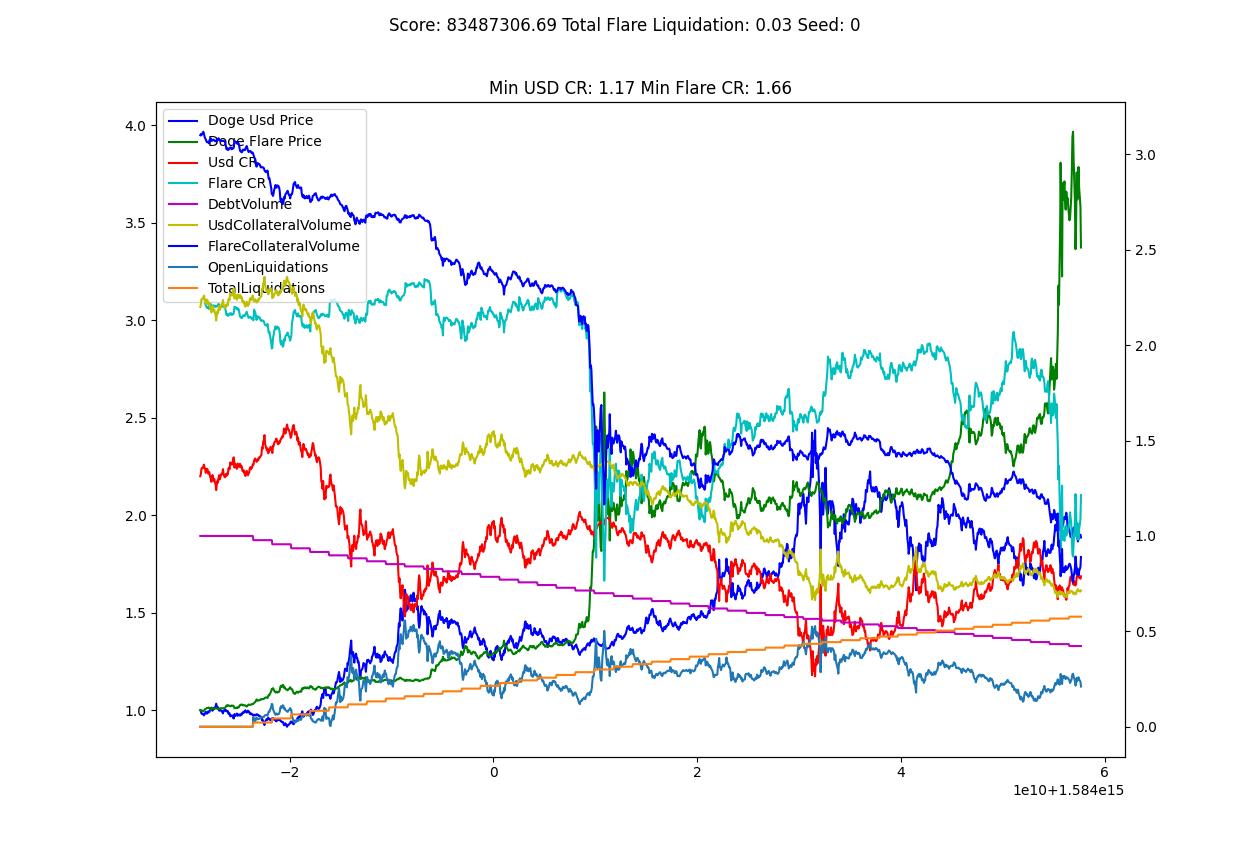 Score: 83487306.69 Total Flare Liquidation: 0.03 Seed: 0
Min USD CR: 1.17 Min Flare CR: 1.66
Doge Usd Price
Doge Flare Price
Usd CR
Flare CR
DebtVolume
UsdCollateralVolume
FlareCollateralVolume
OpenLiquidations
TotalLiquidations
4.0
3.5
3.0
2.5
2.0
1.5
1.0
3.0
2.5
2.0
1.5
1.0
0.5
0.0
−2
0
2
4
6
1e10+1.584e15